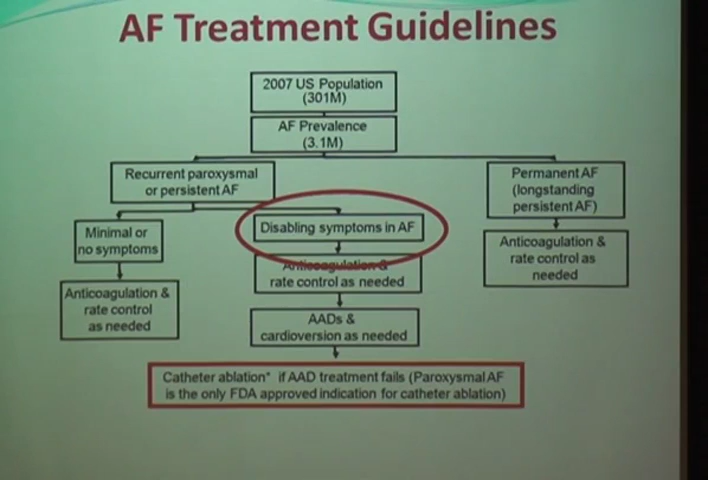 AF Treatment Guidelines
2007 US Population
(301M)
AF Prevalence
(3.1M)
Recurrent paroxysmal
or persistent AF
Permanent AF
(longstanding
persistent AF)
Minimal or
no symptoms
Disabling symptoms in AF
Anticoagulation &
rate control as
needed
Anticoagulation &
rate control
as needed
Anticoagulation &
rate control as needed
AADs &
cardioversion as needed
Catheter ablation* if AAD treatment fails (Paroxysmal AF
is the only FDA approved indication for catheter ablation)